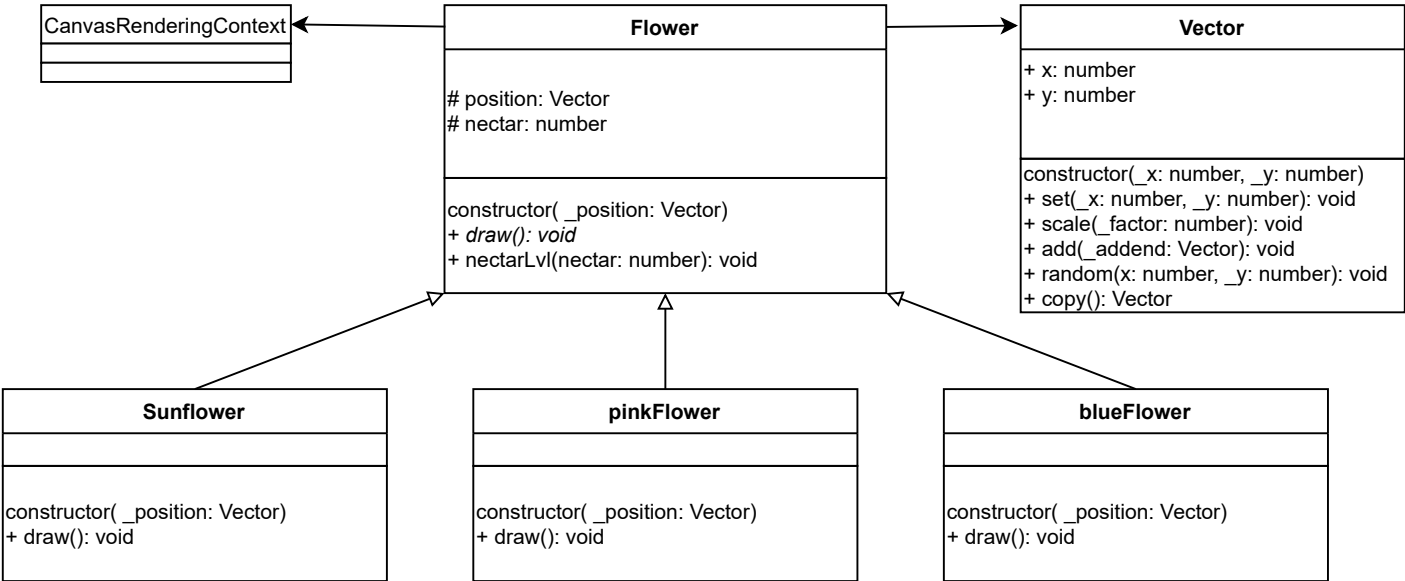 CanvasRenderingContext
Flower
# position: Vector
# nectar: number
constructor( _position: Vector)
+ draw(): void
+ nectarLvl(nectar: number): void
Vector
+ x: number
+ y: number
constructor(_x: number, _y: number)
+ set(_x: number, _y: number): void
+ scale(_factor: number): void
+ add(_addend: Vector): void
+ random(x: number, _y: number): void
+ copy(): Vector
Sunflower
constructor( _position: Vector)
+ draw(): void
pinkFlower
constructor( _position: Vector)
+ draw(): void
blueFlower
constructor( _position: Vector)
+ draw(): void